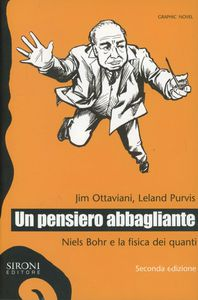 GRAPHIC NOVEL
Jim Ottaviani, Leland Purvis
Un pensiero abbagliante
Niels Bohr e la fisica dei quanti
SIRONI
EDITORE
Seconda edizione